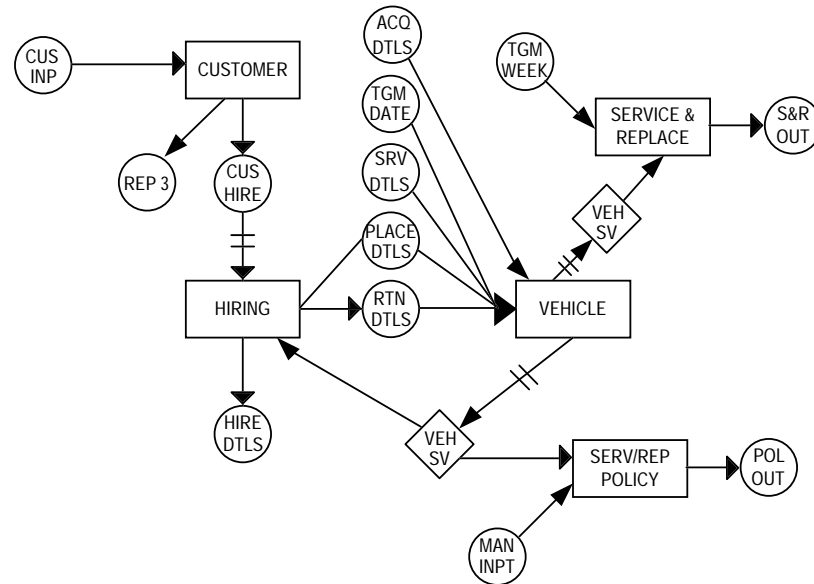 ACQ
DTLS
CUS
INP
CUSTOMER
TGM
WEEK
TGM
DATE
SERVICE &
REPLACE
S&R
OUT
REP 3
CUS
HIRE
SRV
DTLS
VEH
SV
PLACE
DTLS
HIRING
RTN
DTLS
VEHICLE
HIRE
DTLS
VEH
SV
SERV/REP
POLICY
POL
OUT
MAN
INPT